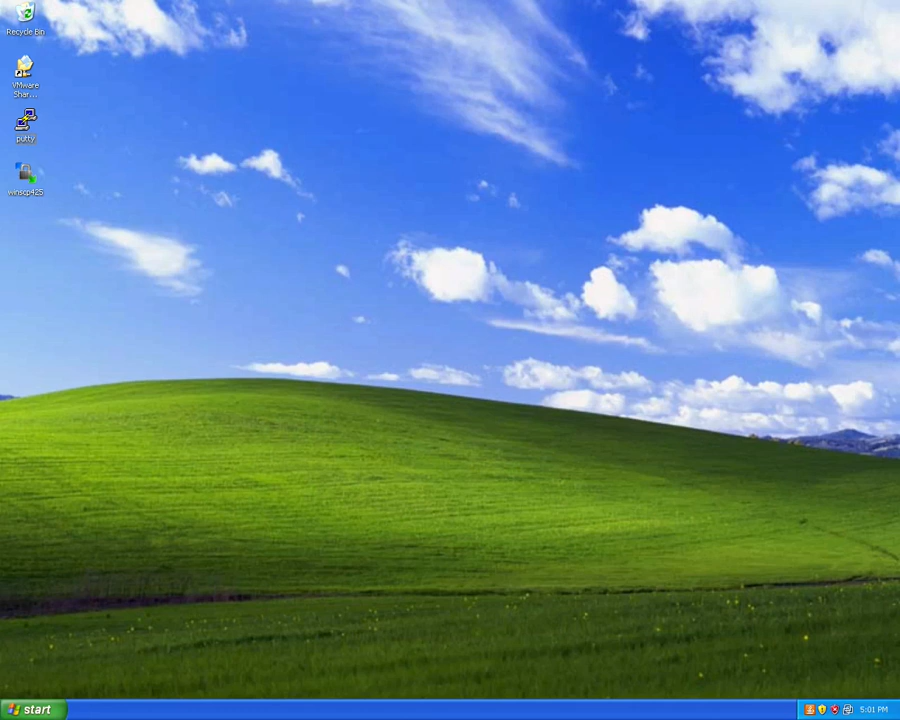 Recycle Bin
VMware
Shar...
putty
winscp425
start
5:01 PM